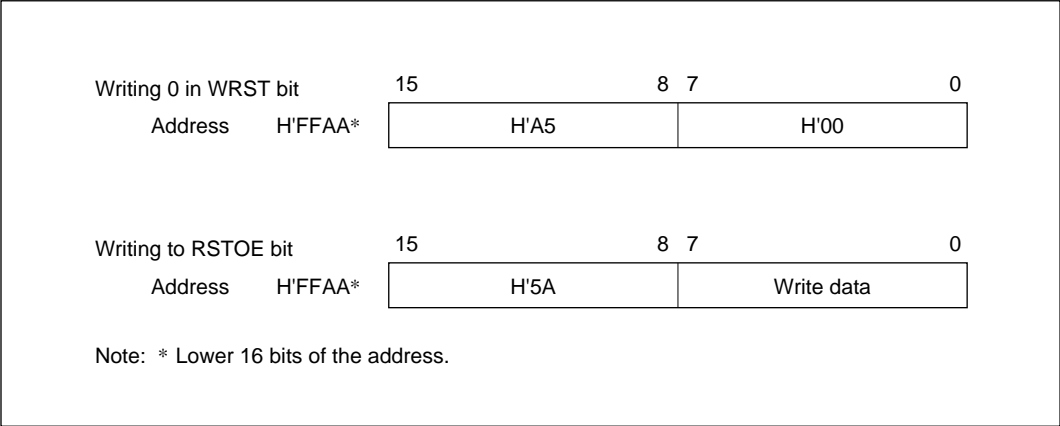 Writing 0 in WRST bit 15 8 7 0
Address H'FFAA* H'A5 H'00
Writing to RSTOE bit 15 8 7 0
Address H'FFAA* H'5A Write data
Note: * Lower 16 bits of the address.